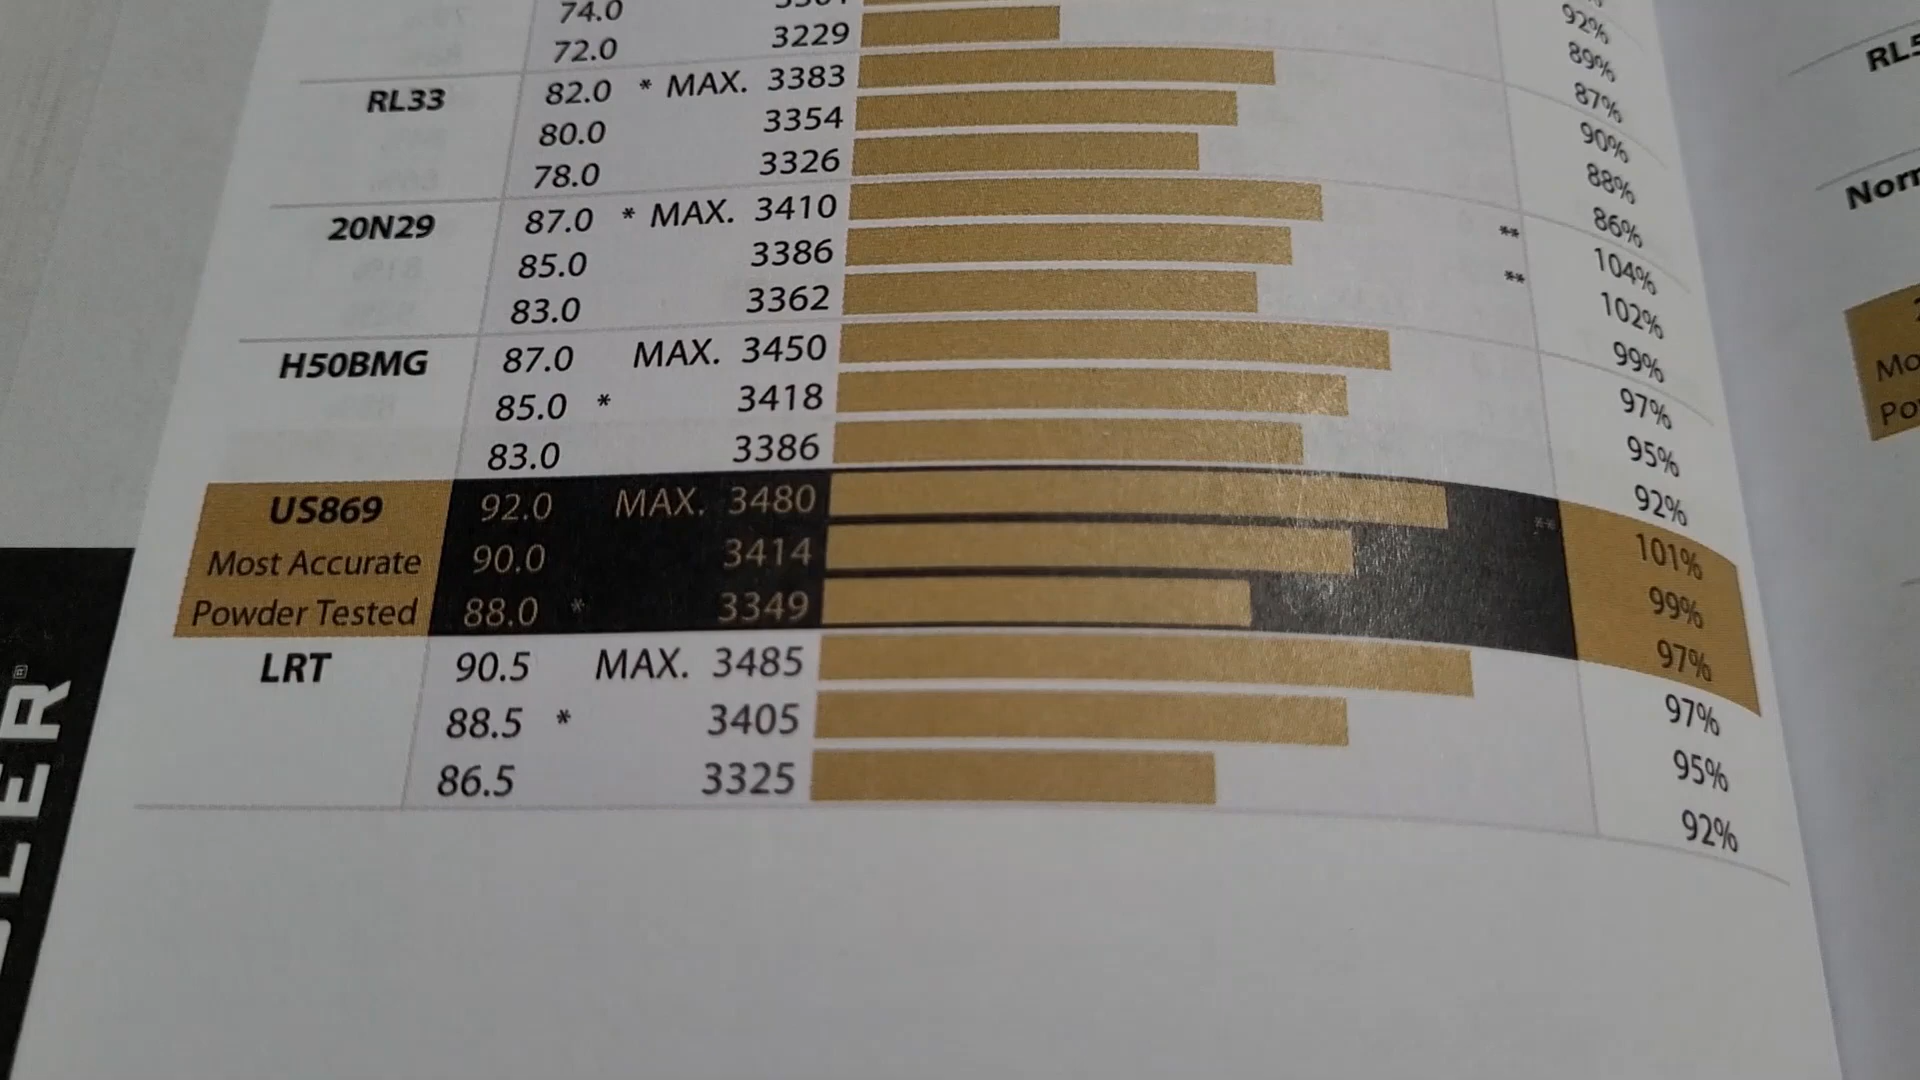 74.0
72.0 3229 92%
89%
RL33 82.0 * MAX. 3383 87%
80.0 3354 90%
78.0 3326 88%
20N29 87.0 * MAX. 3410 86%
85.0 3386 ** 104%
83.0 3362 ** 102%
H50BMG 87.0 MAX. 3450 99%
85.0 * 3418 97%
83.0 3386 95%
US869 92.0 MAX. 3480 92%
Most Accurate 90.0 3414 ** 101%
Powder Tested 88.0 * 3349 99%
97%
LRT 90.5 MAX. 3485 97%
88.5 * 3405 95%
86.5 3325 92%